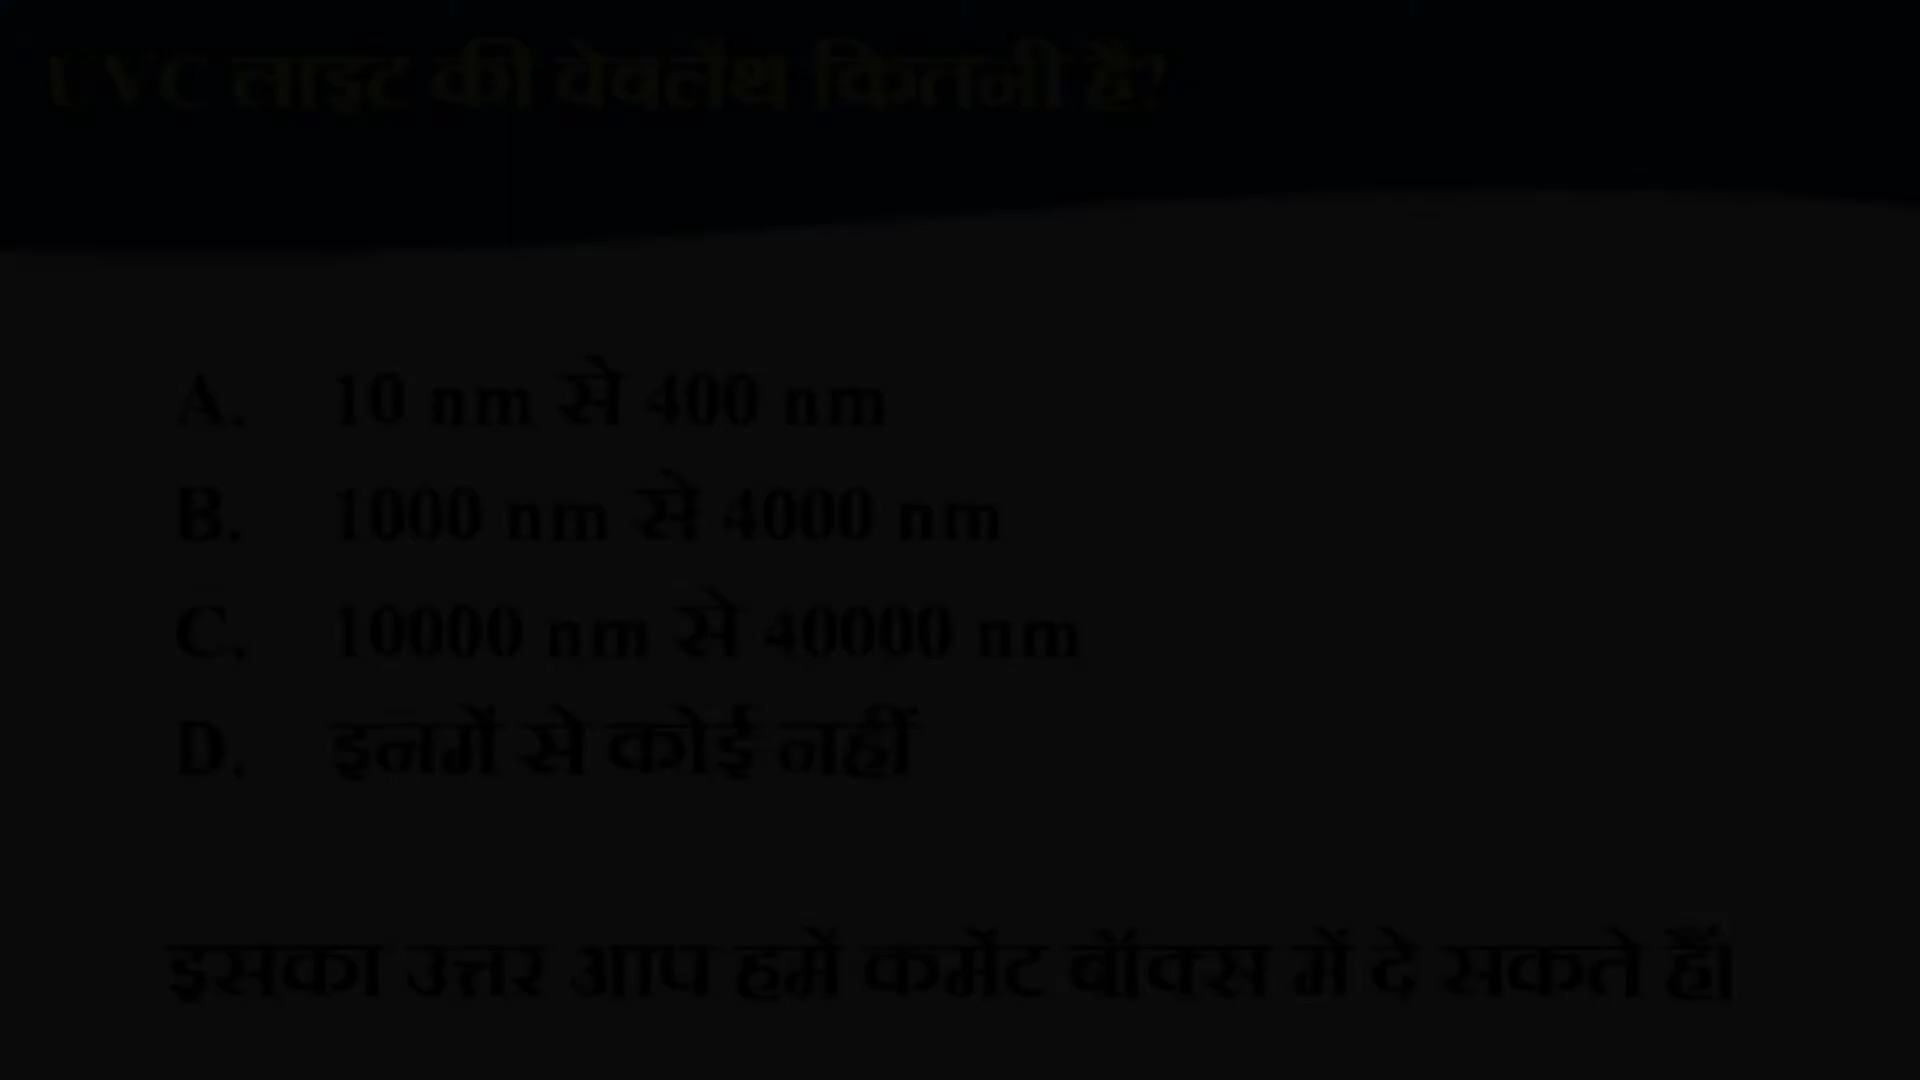 UVC लाइट की वेवलेंथ कितनी है?
A. 10 nm से 400 nm
B. 1000 nm से 4000 nm
C. 10000 nm से 40000 nm
D. इनमें से कोई नहीं
इसका उत्तर आप हमें कमेंट बॉक्स में दे सकते हैं।